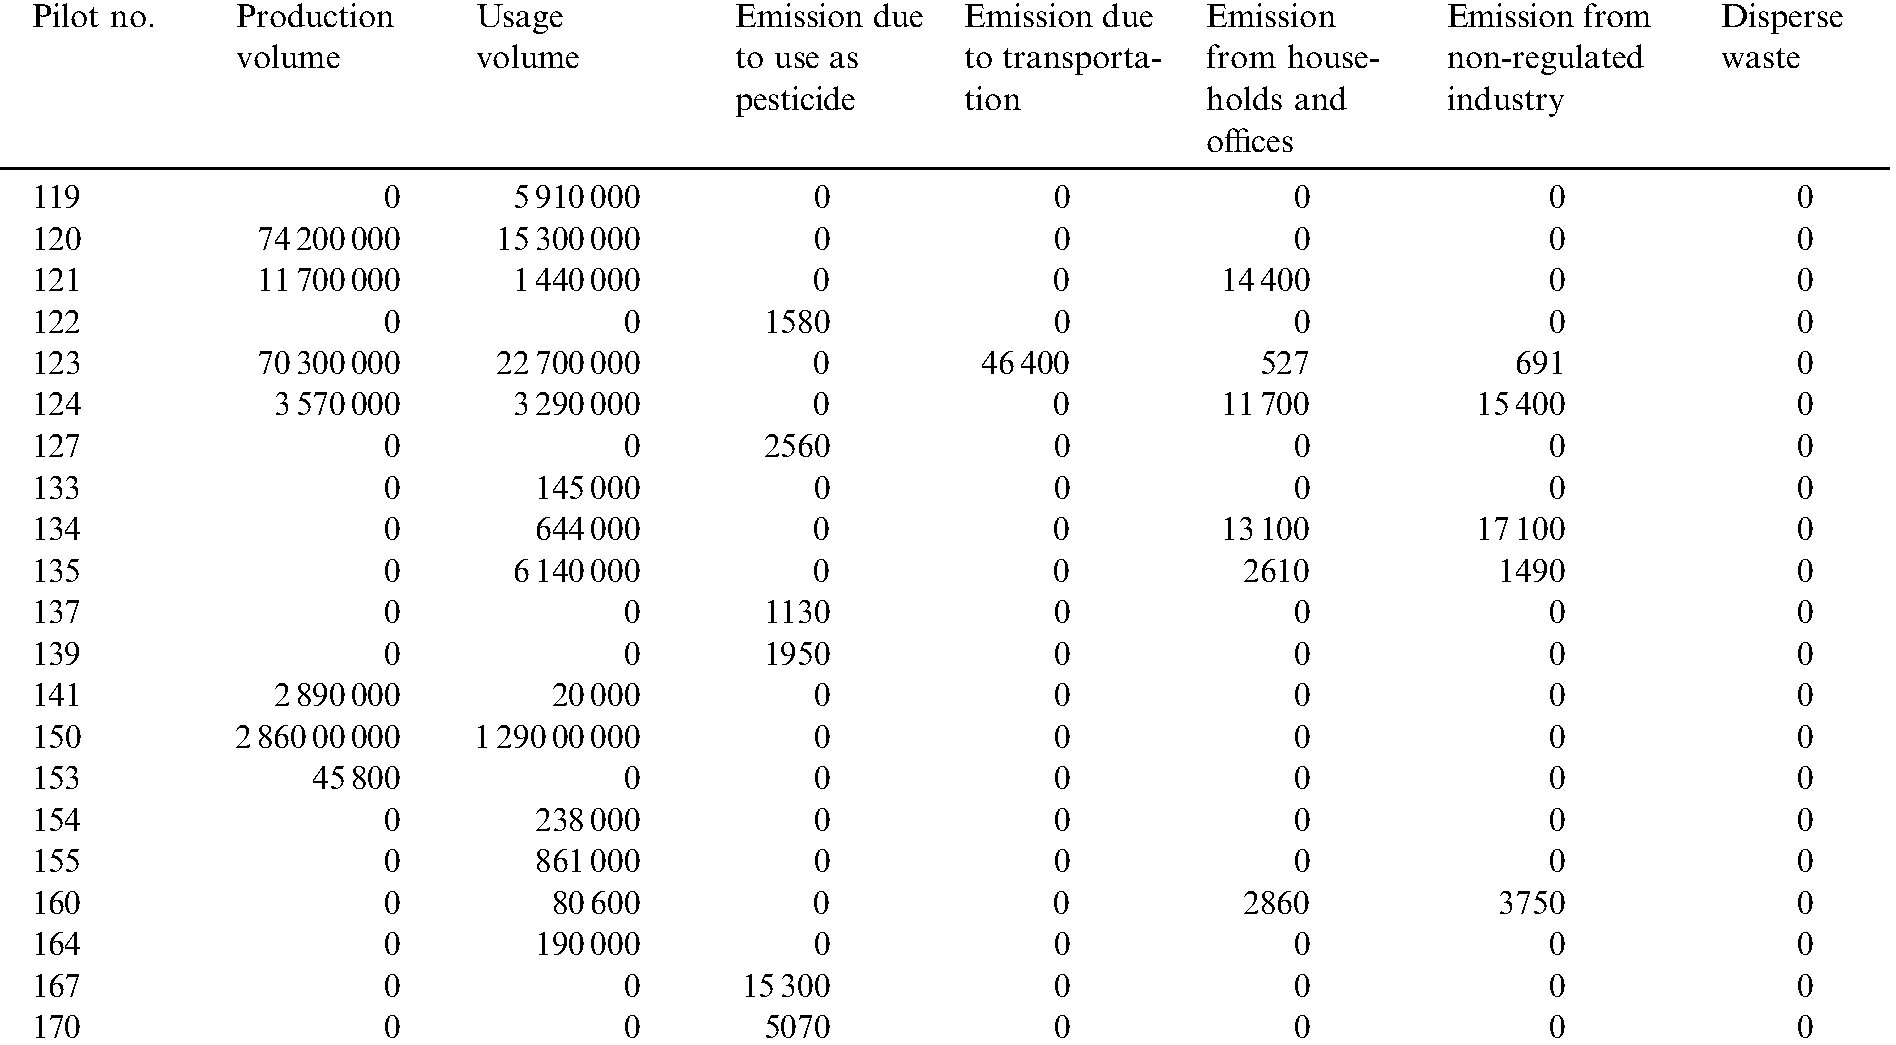 Pilot no. Production Usage Emission due Emission due Emission Emission from Disperse
volume volume to use as to transporta- from house- non-regulated waste
pesticide tion holds and industry
offices
119 0 5 910 000 0 0 0 0 0
120 74 200 000 15 300 000 0 0 0 0 0
121 11 700 000 1 440 000 0 0 14 400 0 0
122 0 0 1580 0 0 0 0
123 70 300 000 22 700 000 0 46 400 527 691 0
124 3 570 000 3 290 000 0 0 11 700 15 400 0
127 0 0 2560 0 0 0 0
133 0 145 000 0 0 0 0 0
134 0 644 000 0 0 13 100 17 100 0
135 0 6 140 000 0 0 2610 1490 0
137 0 0 1130 0 0 0 0
139 0 0 1950 0 0 0 0
141 2 890 000 20 000 0 0 0 0 0
150 2 860 00 000 1 290 00 000 0 0 0 0 0
153 45 800 0 0 0 0 0 0
154 0 238 000 0 0 0 0 0
155 0 861 000 0 0 0 0 0
160 0 80 600 0 0 2860 3750 0
164 0 190 000 0 0 0 0 0
167 0 0 15 300 0 0 0 0
170 0 0 5070 0 0 0 0